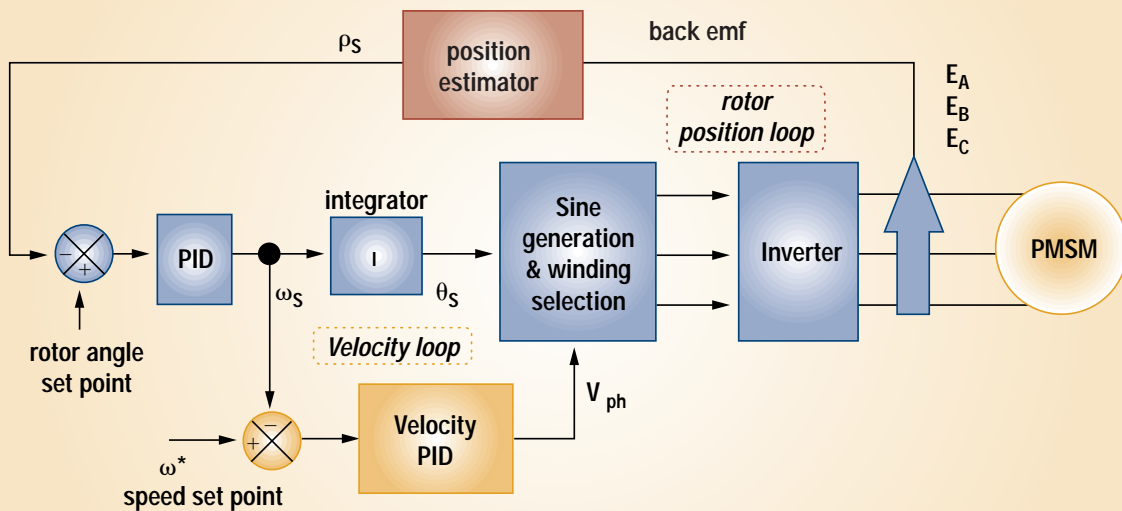 ρS
position
estimator
back emf
EA
EB
EC
rotor
position loop
integrator
I
PID
ωS
θS
Sine
generation
& winding
selection
Inverter
PMSM
−
+
rotor angle
set point
Velocity loop
Vph
−
+
Velocity
PID
ω*
speed set point